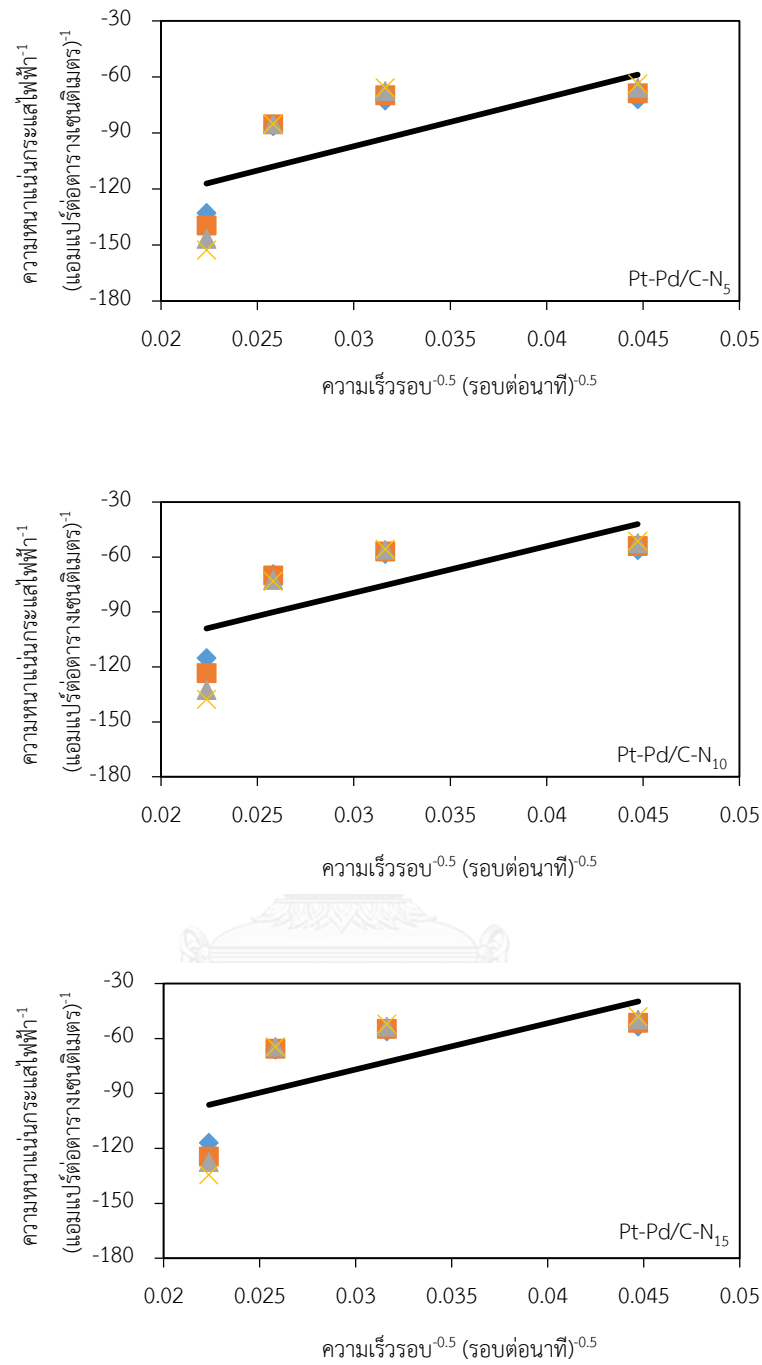 ความหนาแน่นกระแสไฟฟ้า-1
(แอมแปร์ต่อตารางเซนติเมตร)-1
-30
-60
-90
-120
-150
-180
Pt-Pd/C-N5
0.02 0.025 0.03 0.035 0.04 0.045 0.05
ความเร็วรอบ-0.5 (รอบต่อนาที)-0.5
ความหนาแน่นกระแสไฟฟ้า-1
(แอมแปร์ต่อตารางเซนติเมตร)-1
-30
-60
-90
-120
-150
-180
Pt-Pd/C-N10
0.02 0.025 0.03 0.035 0.04 0.045 0.05
ความเร็วรอบ-0.5 (รอบต่อนาที)-0.5
ความหนาแน่นกระแสไฟฟ้า-1
(แอมแปร์ต่อตารางเซนติเมตร)-1
-30
-60
-90
-120
-150
-180
Pt-Pd/C-N15
0.02 0.025 0.03 0.035 0.04 0.045 0.05
ความเร็วรอบ-0.5 (รอบต่อนาที)-0.5